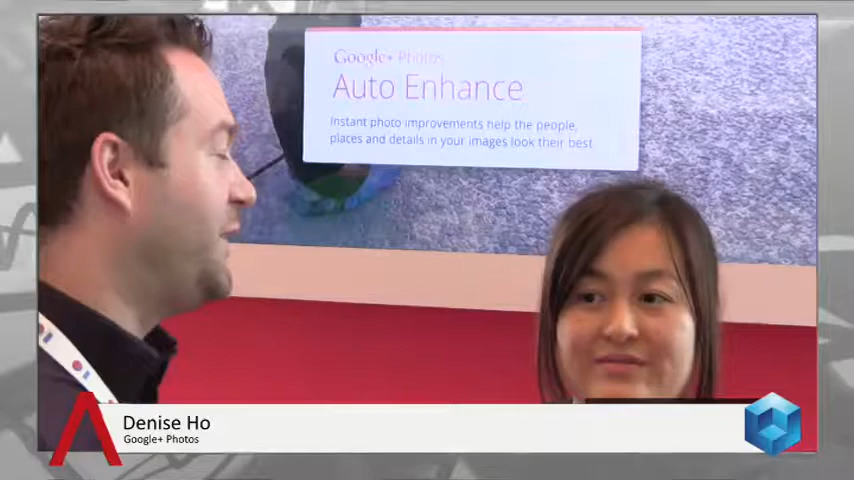 Google+ Photos
Auto Enhance
Instant photo improvements help the people,
places and details in your images look their best
Denise Ho
Google+ Photos